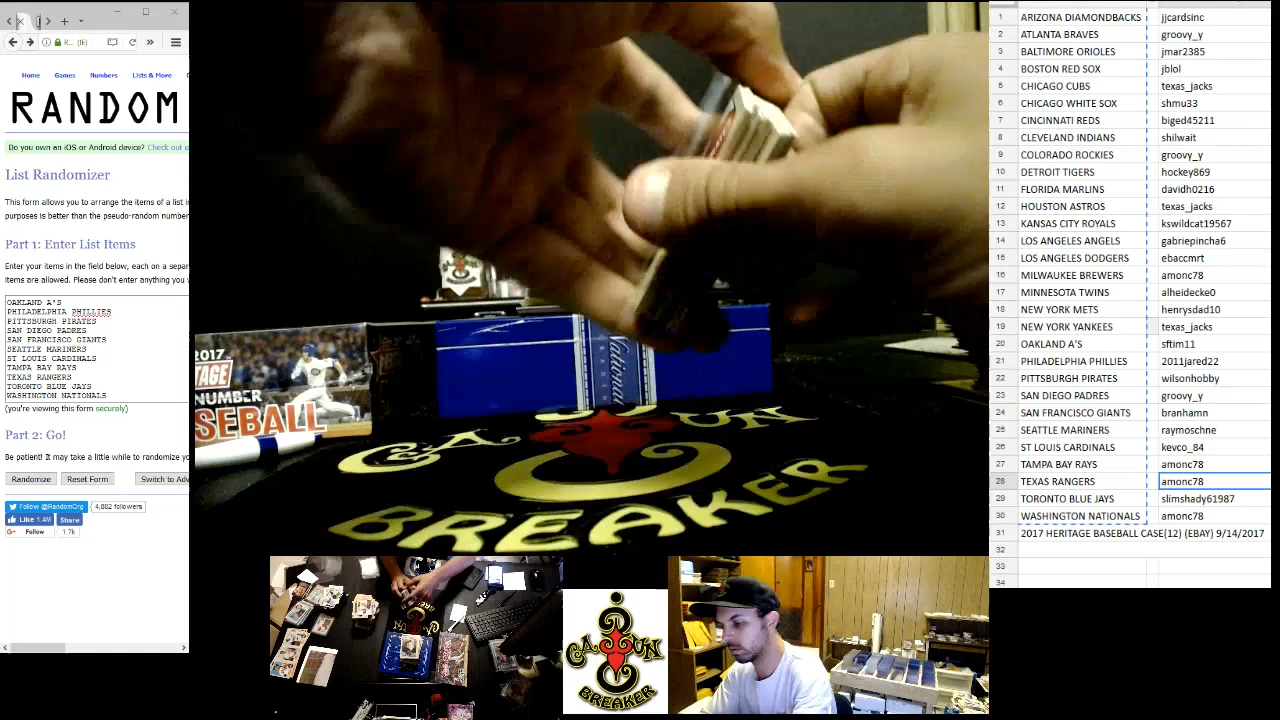 R... (IE)
Home Games Numbers Lists & More
RANDOM
Do you own an iOS or Android device? Check out
List Randomizer
This form allows you to arrange the items of a list i
purposes is better than the pseudo-random number
Part 1: Enter List Items
Enter your items in the field below, each on a separ
items are allowed. Please don't enter anything you w
OAKLAND A'S
PHILADELPHIA PHILLIES
PITTSBURGH PIRATES
SAN DIEGO PADRES
SAN FRANCISCO GIANTS
SEATTLE MARINERS
ST LOUIS CARDINALS
TAMPA BAY RAYS
TEXAS RANGERS
TORONTO BLUE JAYS
WASHINGTON NATIONALS
(you're viewing this form securely)
Part 2: Go!
Be patient! It may take a little while to randomize yo
Randomize Reset Form Switch to Adv
Follow @RandomOrg 4,882 followers
Like 1.4M Share
Follow 1.7k
2017
TAGE
NUMBER
SEBALL
National
CAJUN
BREAKER
CAJUN
BREAKER
1 ARIZONA DIAMONDBACKS jjcardsinc
2 ATLANTA BRAVES groovy_y
3 BALTIMORE ORIOLES jmar2385
4 BOSTON RED SOX jblol
5 CHICAGO CUBS texas_jacks
6 CHICAGO WHITE SOX shmu33
7 CINCINNATI REDS biged45211
8 CLEVELAND INDIANS shilwait
9 COLORADO ROCKIES groovy_y
10 DETROIT TIGERS hockey869
11 FLORIDA MARLINS davidh0216
12 HOUSTON ASTROS texas_jacks
13 KANSAS CITY ROYALS kswildcat19567
14 LOS ANGELES ANGELS gabriepincha6
15 LOS ANGELES DODGERS ebaccmrt
16 MILWAUKEE BREWERS amonc78
17 MINNESOTA TWINS alheidecke0
18 NEW YORK METS henrysdad10
19 NEW YORK YANKEES texas_jacks
20 OAKLAND A'S sftim11
21 PHILADELPHIA PHILLIES 2011jared22
22 PITTSBURGH PIRATES wilsonhobby
23 SAN DIEGO PADRES groovy_y
24 SAN FRANCISCO GIANTS branhamn
25 SEATTLE MARINERS raymoschne
26 ST LOUIS CARDINALS kevco_84
27 TAMPA BAY RAYS amonc78
28 TEXAS RANGERS amonc78
29 TORONTO BLUE JAYS slimshady61987
30 WASHINGTON NATIONALS amonc78
31 2017 HERITAGE BASEBALL CASE(12) (EBAY) 9/14/2017
32
33
34